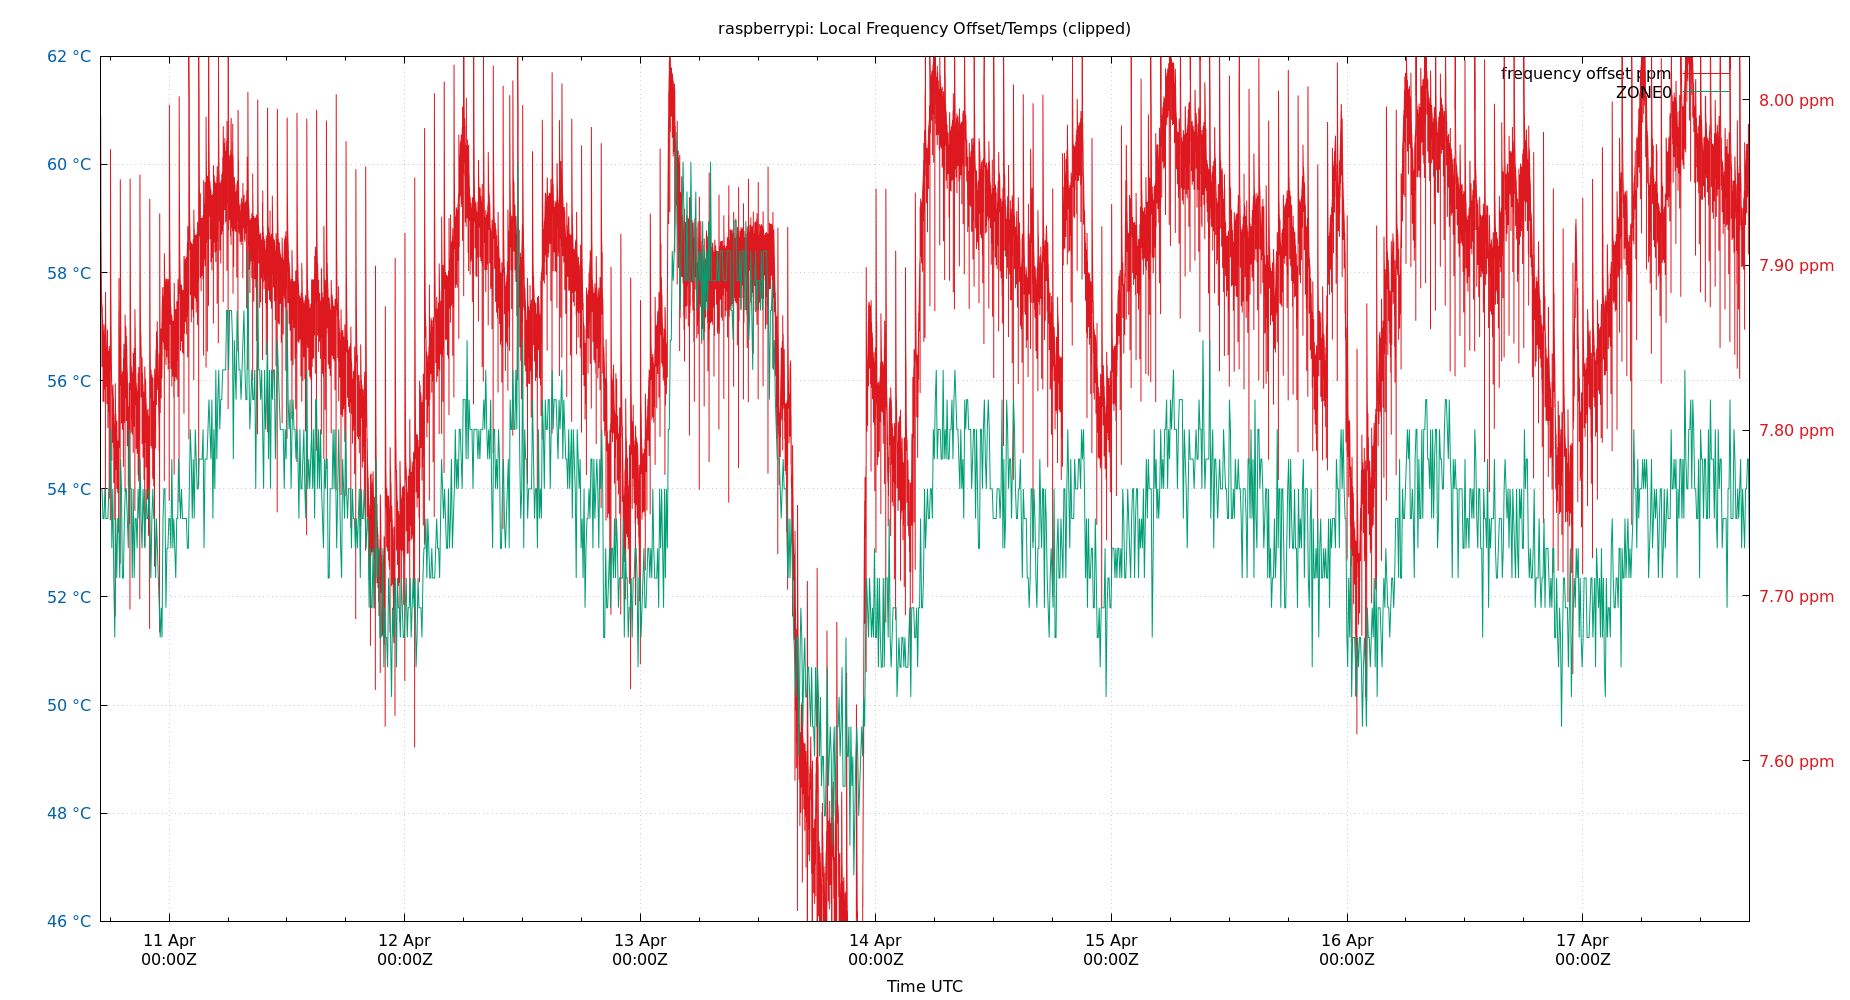 raspberrypi: Local Frequency Offset/Temps (clipped)
62 °C
60 °C
58 °C
56 °C
54 °C
52 °C
50 °C
48 °C
46 °C
frequency offset ppm
ZONE0
8.00 ppm
7.90 ppm
7.80 ppm
7.70 ppm
7.60 ppm
11 Apr
00:00Z
12 Apr
00:00Z
13 Apr
00:00Z
14 Apr
00:00Z
15 Apr
00:00Z
16 Apr
00:00Z
17 Apr
00:00Z
Time UTC